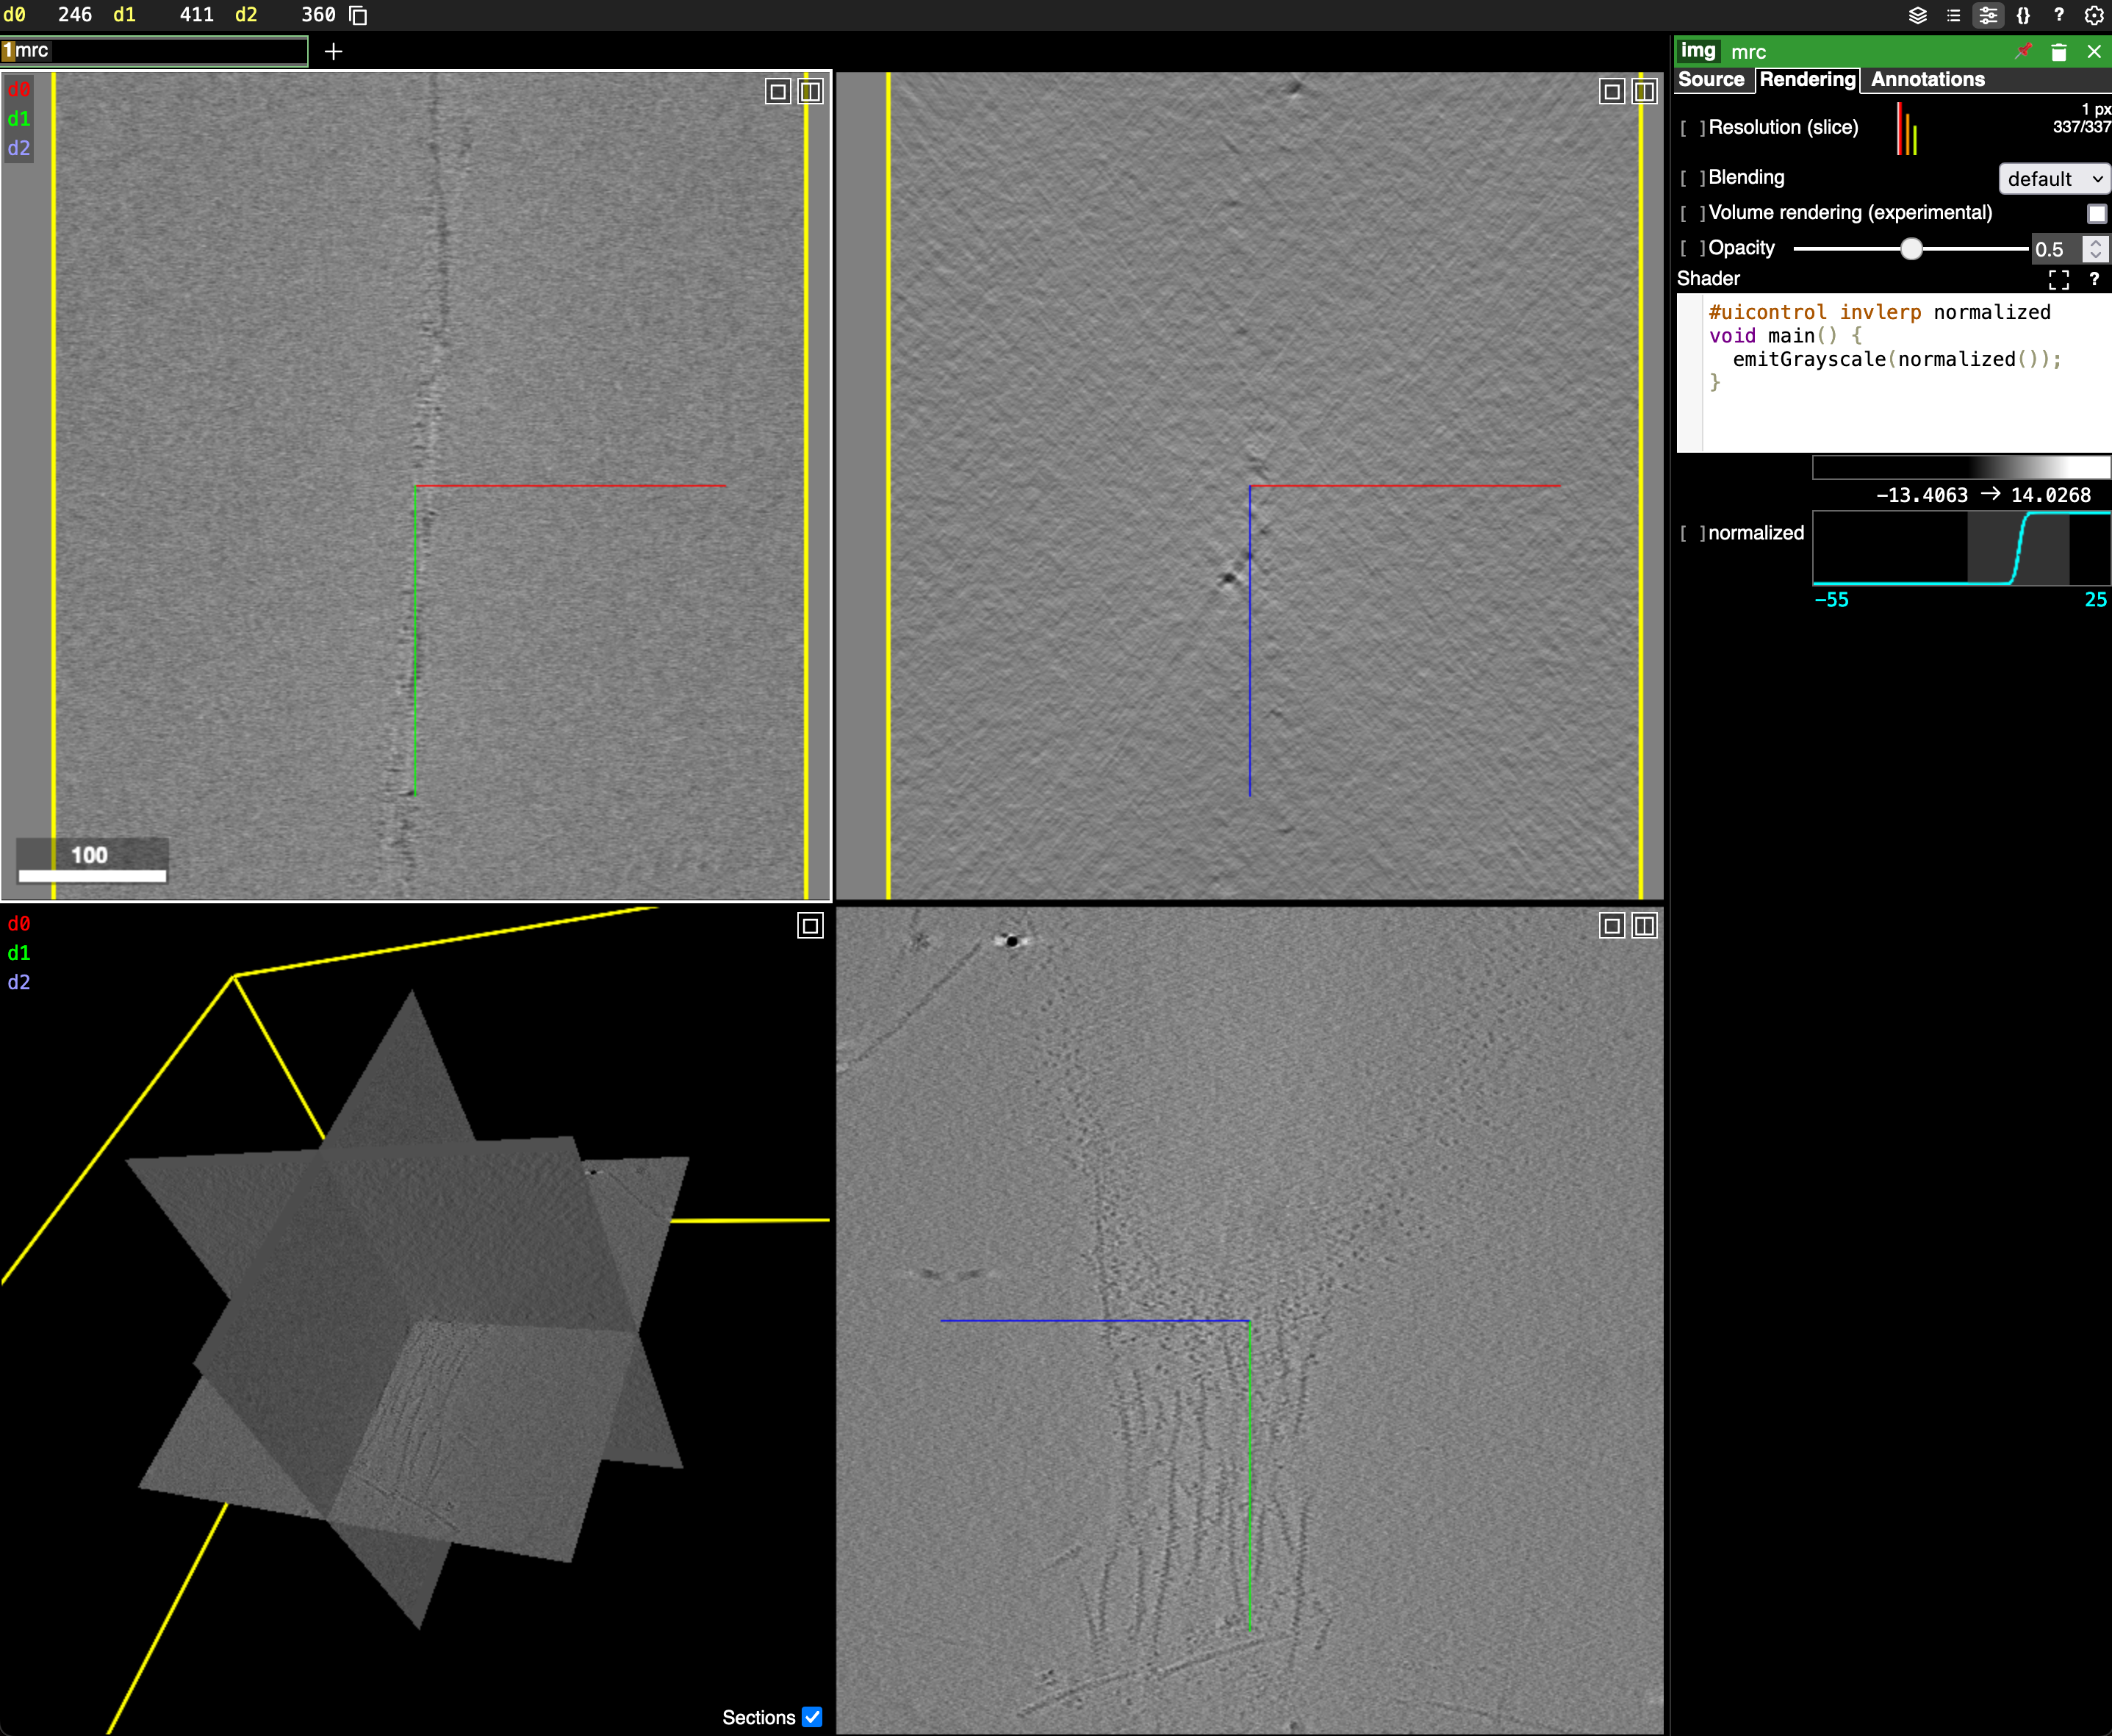 d0 246 d1 411 d2 360
1 mrc +
img mrc
Source Rendering Annotations
d0
d1
d2
100
d0
d1
d2
Sections
[ ] Resolution (slice) 1 px
337/337
[ ] Blending default
[ ] Volume rendering (experimental)
[ ] Opacity 0.5
Shader ?
#uicontrol invlerp normalized
void main() {
  emitGrayscale(normalized());
}
-13.4063 → 14.0268
[ ] normalized
-55 25